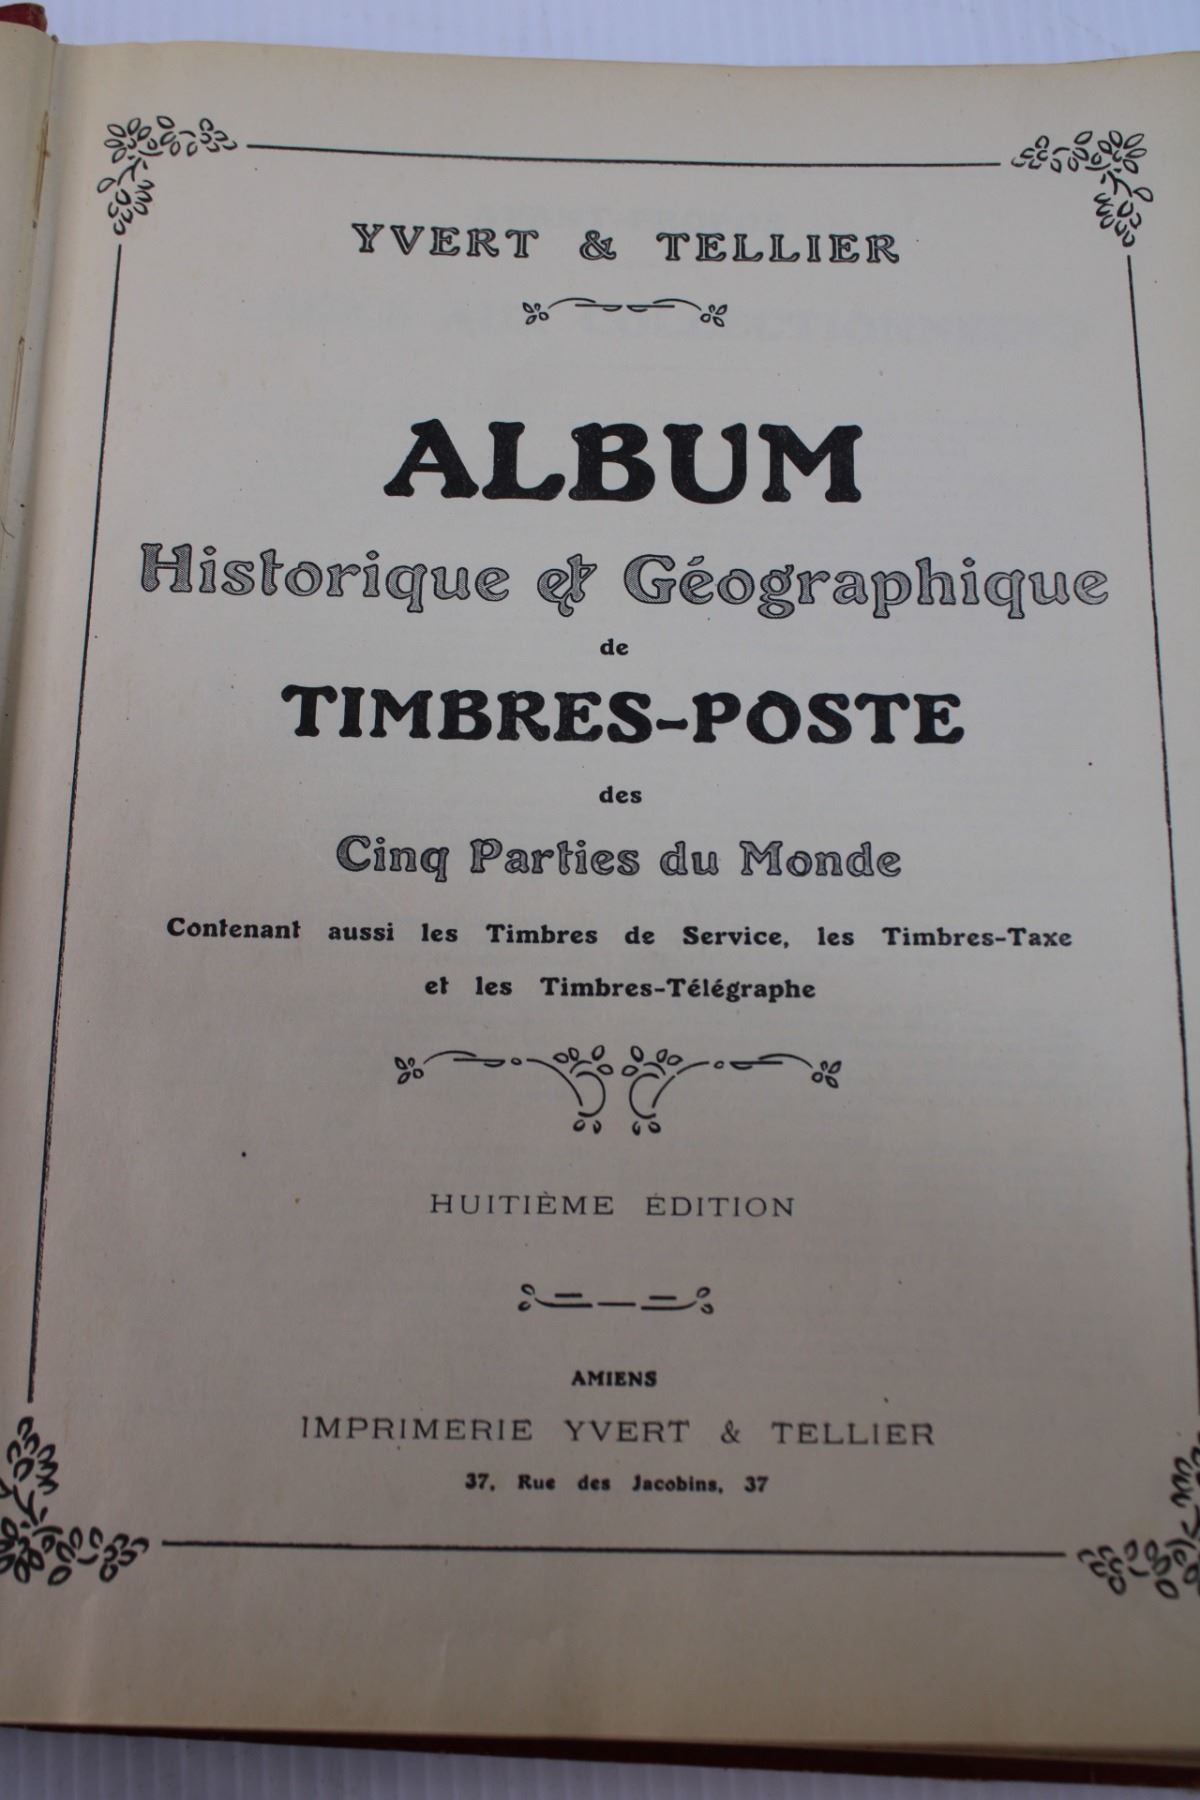 YVERT & TELLIER
ALBUM
Historique et Géographique
de
TIMBRES-POSTE
des
Cinq Parties du Monde
Contenant aussi les Timbres de Service, les Timbres-Taxe
et les Timbres-Télégraphe
HUITIÈME ÉDITION
AMIENS
IMPRIMERIE YVERT & TELLIER
37, Rue des Jacobins, 37